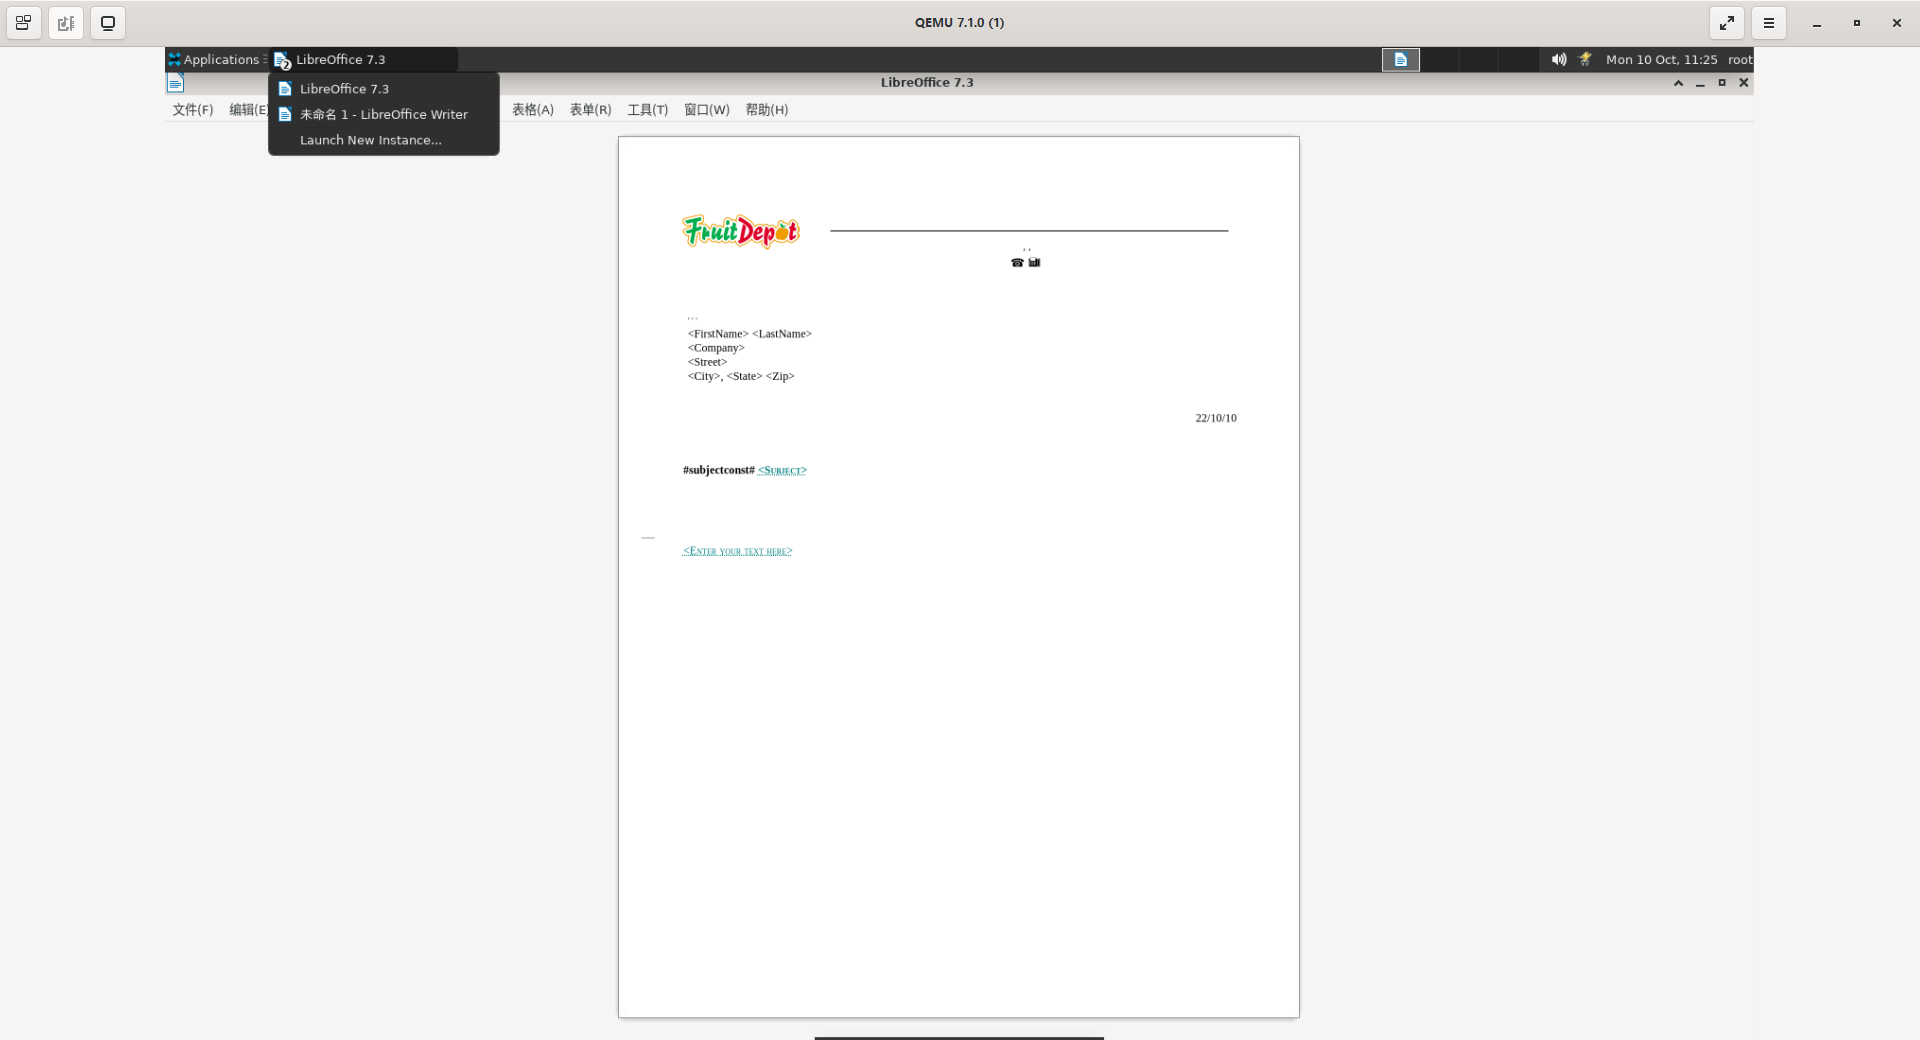 QEMU 7.1.0 (1)
Applications
LibreOffice 7.3
Mon 10 Oct, 11:25
root
LibreOffice 7.3
LibreOffice 7.3
未命名 1 - LibreOffice Writer
Launch New Instance...
文件(F) 编辑(E) 表格(A) 表单(R) 工具(T) 窗口(W) 帮助(H)
FruitDepot
, ,
, , ,
<FirstName> <LastName>
<Company>
<Street>
<City>, <State> <Zip>
22/10/10
#subjectconst# <Subject>
<Enter your text here>